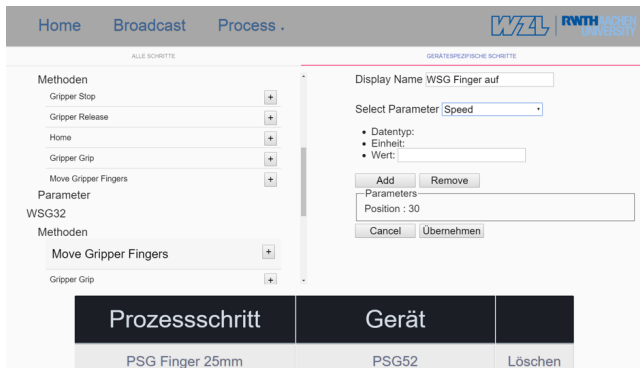 Home Broadcast Process
WZL RWTH AACHEN UNIVERSITY
ALLE SCHRITTE
GERÄTESPEZIFISCHE SCHRITTE
Methoden
Gripper Stop +
Gripper Release +
Home +
Gripper Grip +
Move Gripper Fingers +
Parameter
WSG32
Methoden
Move Gripper Fingers +
Gripper Grip +
Display Name WSG Finger auf
Select Parameter Speed
• Datentyp:
• Einheit:
• Wert:
Add Remove
Parameters
Position : 30
Cancel Übernehmen
Prozessschritt Gerät
PSG Finger 25mm PSG52 Löschen